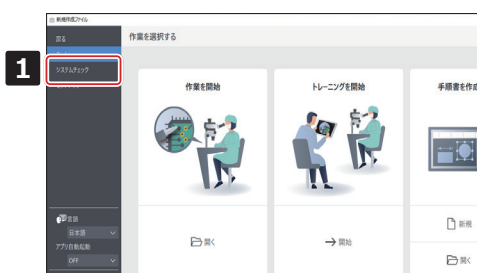 新規作成ファイル
戻る
作業を選択する
1
システムチェック
作業を開始
トレーニングを開始
手順書を作成
言語
日本語
アプリ自動起動
OFF
開く
開始
新規
開く